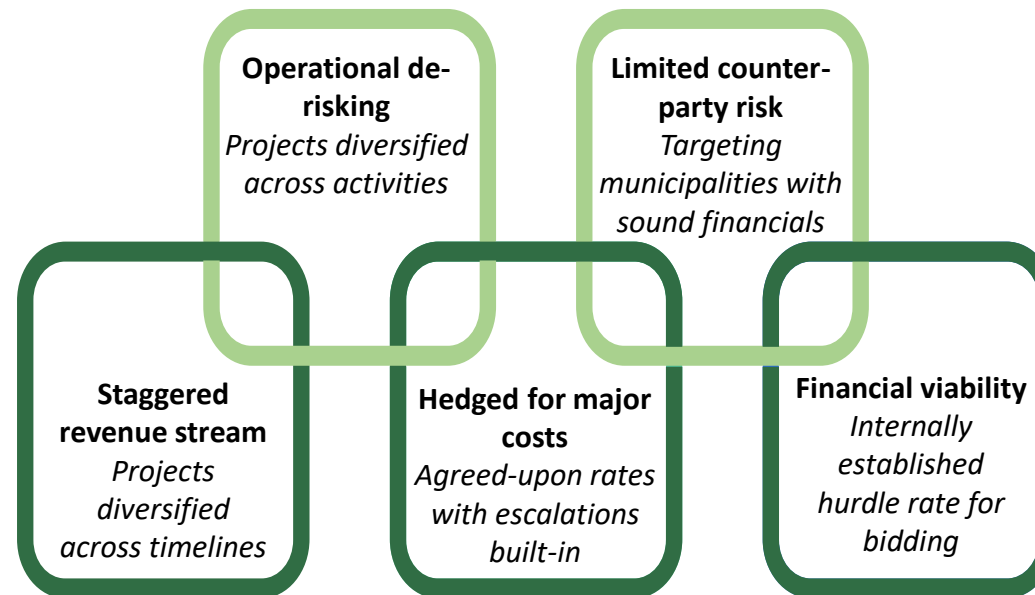 Operational de-
risking
Projects diversified
across activities
Limited counter-
party risk
Targeting
municipalities with
sound financials
Staggered
revenue stream
Projects
diversified
across timelines
Hedged for major
costs
Agreed-upon rates
with escalations
built-in
Financial viability
Internally
established
hurdle rate for
bidding